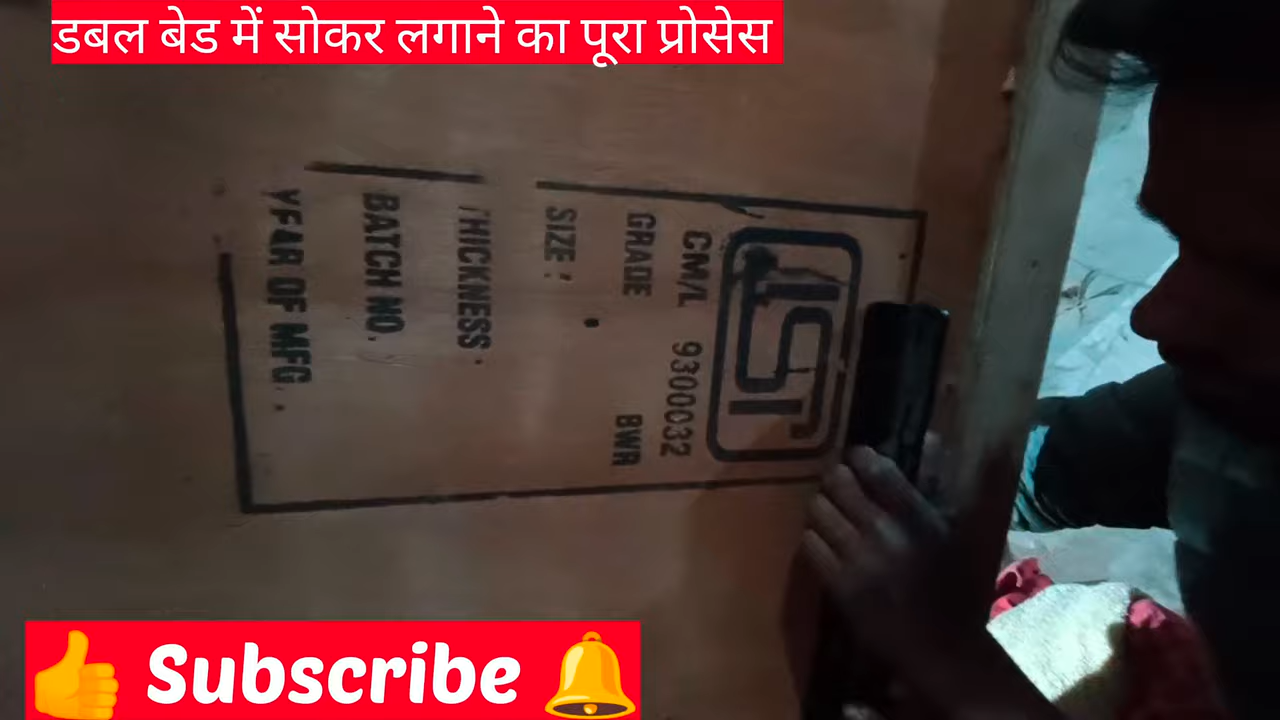 डबल बेड में सोकर लगाने का पूरा प्रोसेस
ISI
CM/L 9300032
GRADE BWR
SIZE :
THICKNESS
BATCH NO.
YEAR OF MFG.
Subscribe